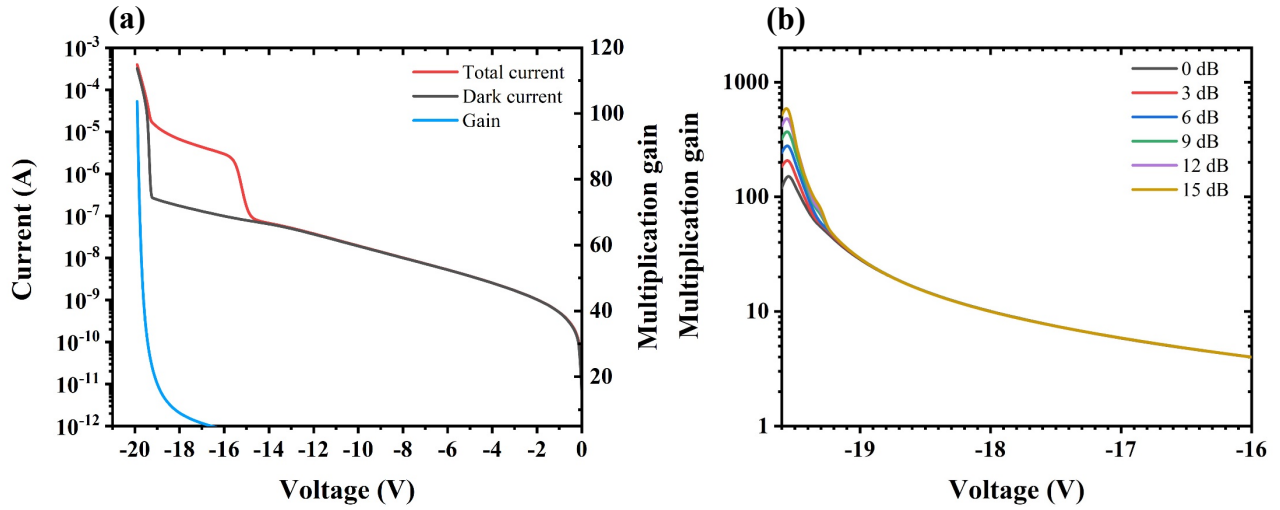 (a)
Current (A)
10-3
10-4
10-5
10-6
10-7
10-8
10-9
10-10
10-11
10-12
Total current
Dark current
Gain
120
100
80
60
40
20
Multiplication gain
-20 -18 -16 -14 -12 -10 -8 -6 -4 -2 0
Voltage (V)
(b)
Multiplication gain
1000
100
10
1
0 dB
3 dB
6 dB
9 dB
12 dB
15 dB
-19 -18 -17 -16
Voltage (V)